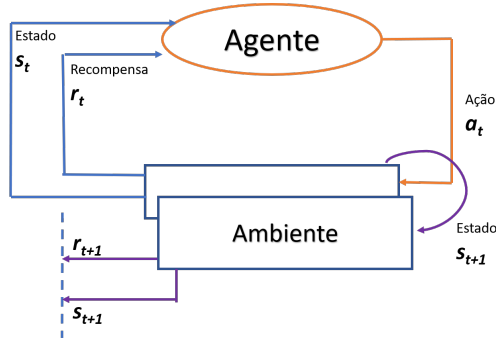 Estado
s_t
Agente
Recompensa
r_t
Ação
a_t
Ambiente
Estado
s_{t+1}
r_{t+1}
s_{t+1}